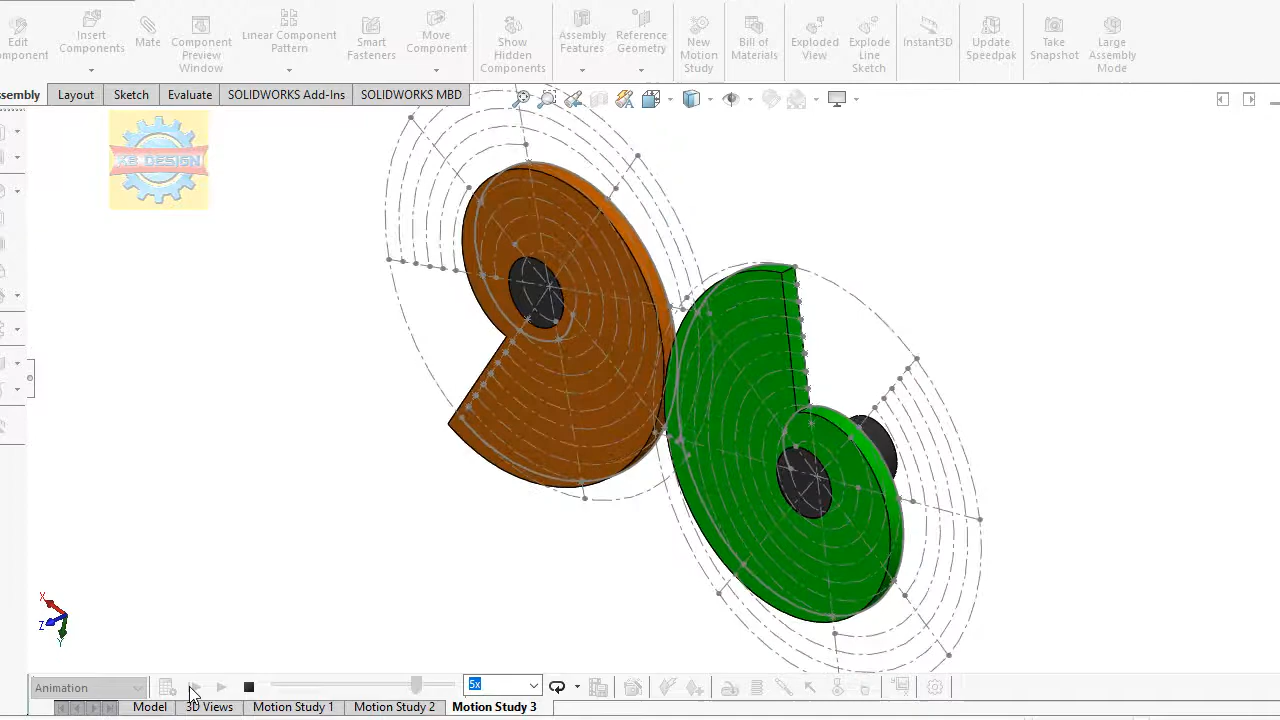 Edit Component
Insert Components
Mate
Component Preview Window
Linear Component Pattern
Smart Fasteners
Move Component
Show Hidden Components
Assembly Features
Reference Geometry
New Motion Study
Bill of Materials
Exploded View
Explode Line Sketch
Instant3D
Update Speedpak
Take Snapshot
Large Assembly Mode
sembly
Layout
Sketch
Evaluate
SOLIDWORKS Add-Ins
SOLIDWORKS MBD
DESIGN
X
Z
Y
Animation
5x
Model
3D Views
Motion Study 1
Motion Study 2
Motion Study 3